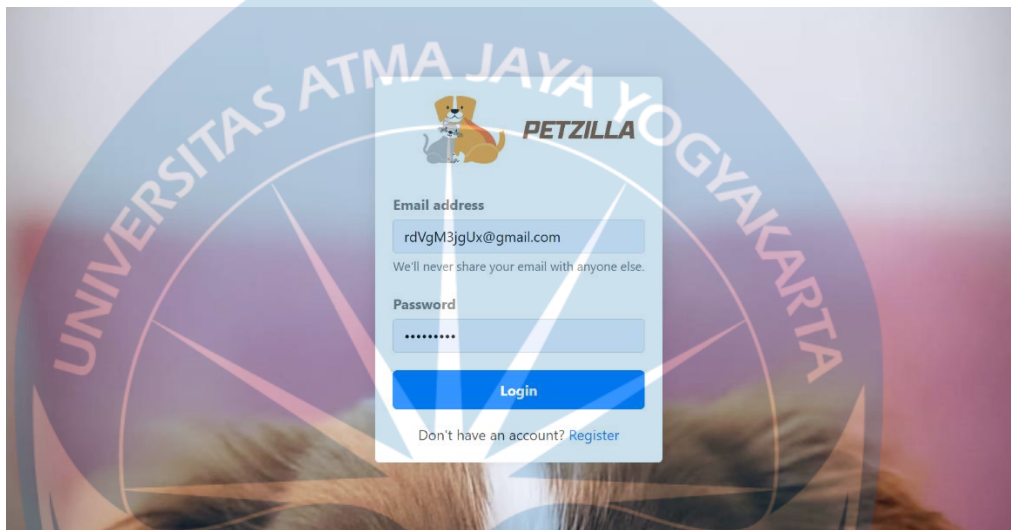 UNIVERSITAS ATMA JAYA YOGYAKARTA
PETZILLA
Email address
rdVgM3jgUx@gmail.com
We'll never share your email with anyone else.
Password
•••••••••
Login
Don't have an account? Register